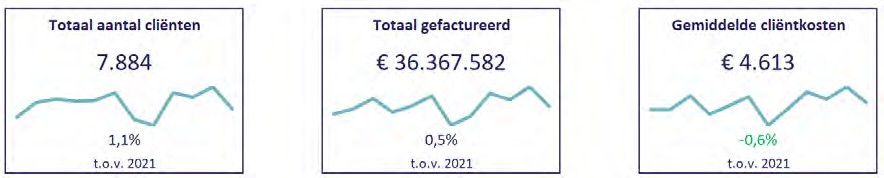 Totaal aantal cliënten
7.884
1,1%
t.o.v. 2021
Totaal gefactureerd
€ 36.367.582
0,5%
t.o.v. 2021
Gemiddelde cliëntkosten
€ 4.613
-0,6%
t.o.v. 2021